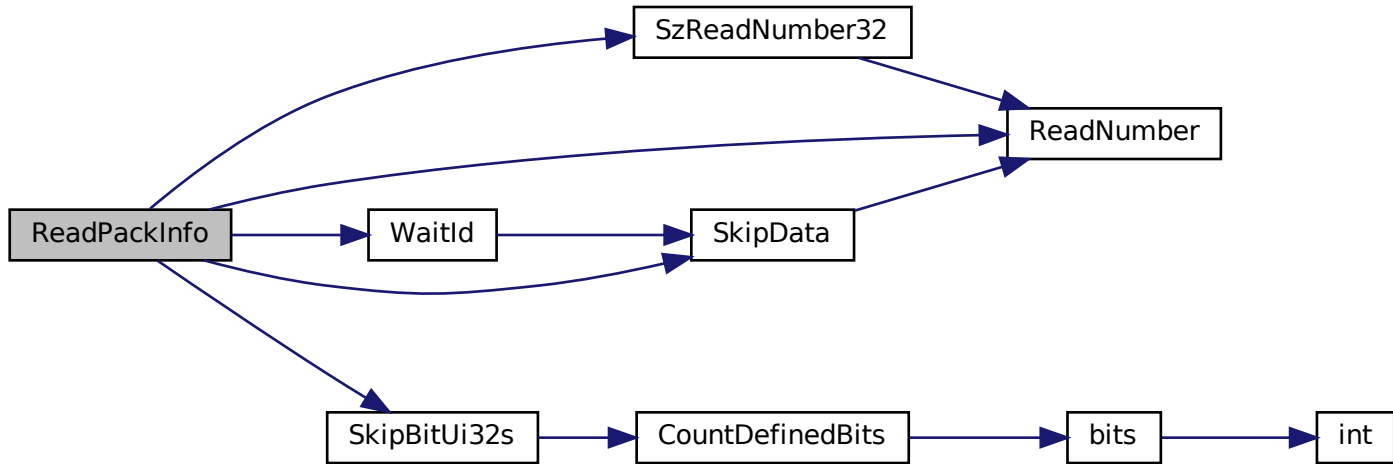 SzReadNumber32
ReadNumber
ReadPackInfo
WaitId
SkipData
SkipBitUi32s
CountDefinedBits
bits
int